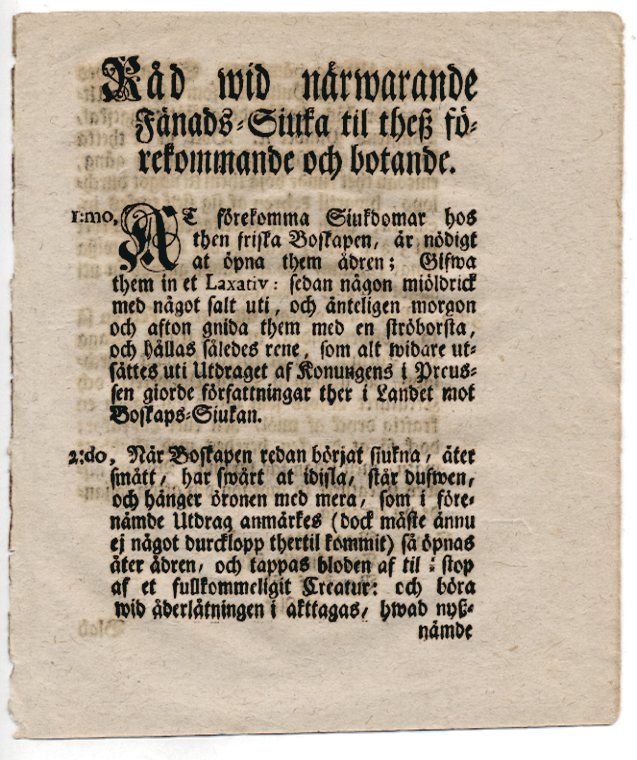 Råd wid närwarande
Fänads-Siuka til theß fö-
rekommande och botande.
1:mo, AT förekomma Siukdomar hos
then friska Boskapen, är nödigt
at öpna them ådren; Gifwa
them in et Laxativ: sedan någon miöldrick
med något salt uti, och änteligen morgon
och afton gnida them med en ströborsta,
och hållas således rene, som alt widare ut-
sättes uti Utdraget af Konungens i Preus-
sen giorde författningar ther i Landet mot
Boskaps-Siukan.
2:do, När Boskapen redan börjat siukna, äter
smått, har swårt at idisla, står dufwen,
och hänger öronen med mera, som i före-
nämde Utdrag anmärkes (dock måste ännu
ej något durcklopp thertil kommit) så öpnas
åter ådren, och tappas bloden af til : stop
af et fullkommeligit Creatur: och böra
wid åderlåtningen i akttagas, hwad nyß-
nämde